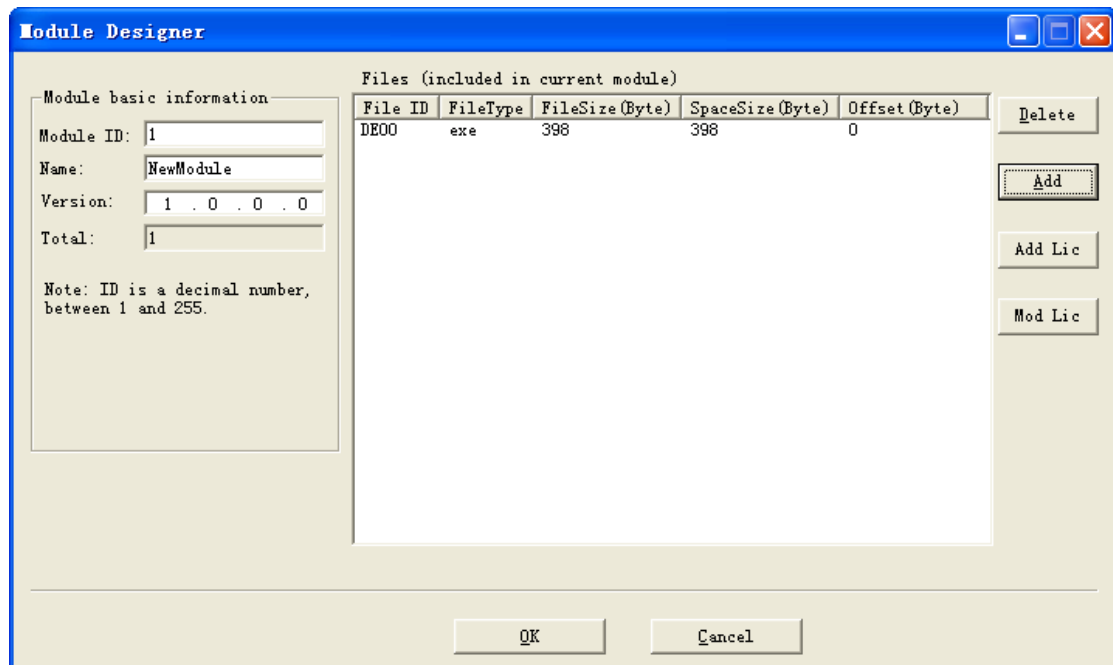 Module Designer
Files (included in current module)
Module basic information
File ID FileType FileSize(Byte) SpaceSize(Byte) Offset(Byte)
DE00 exe 398 398 0
Delete
Module ID: 1
Name: NewModule
Add
Version: 1 . 0 . 0 . 0
Total: 1
Add Lic
Note: ID is a decimal number,
between 1 and 255.
Mod Lic
OK Cancel